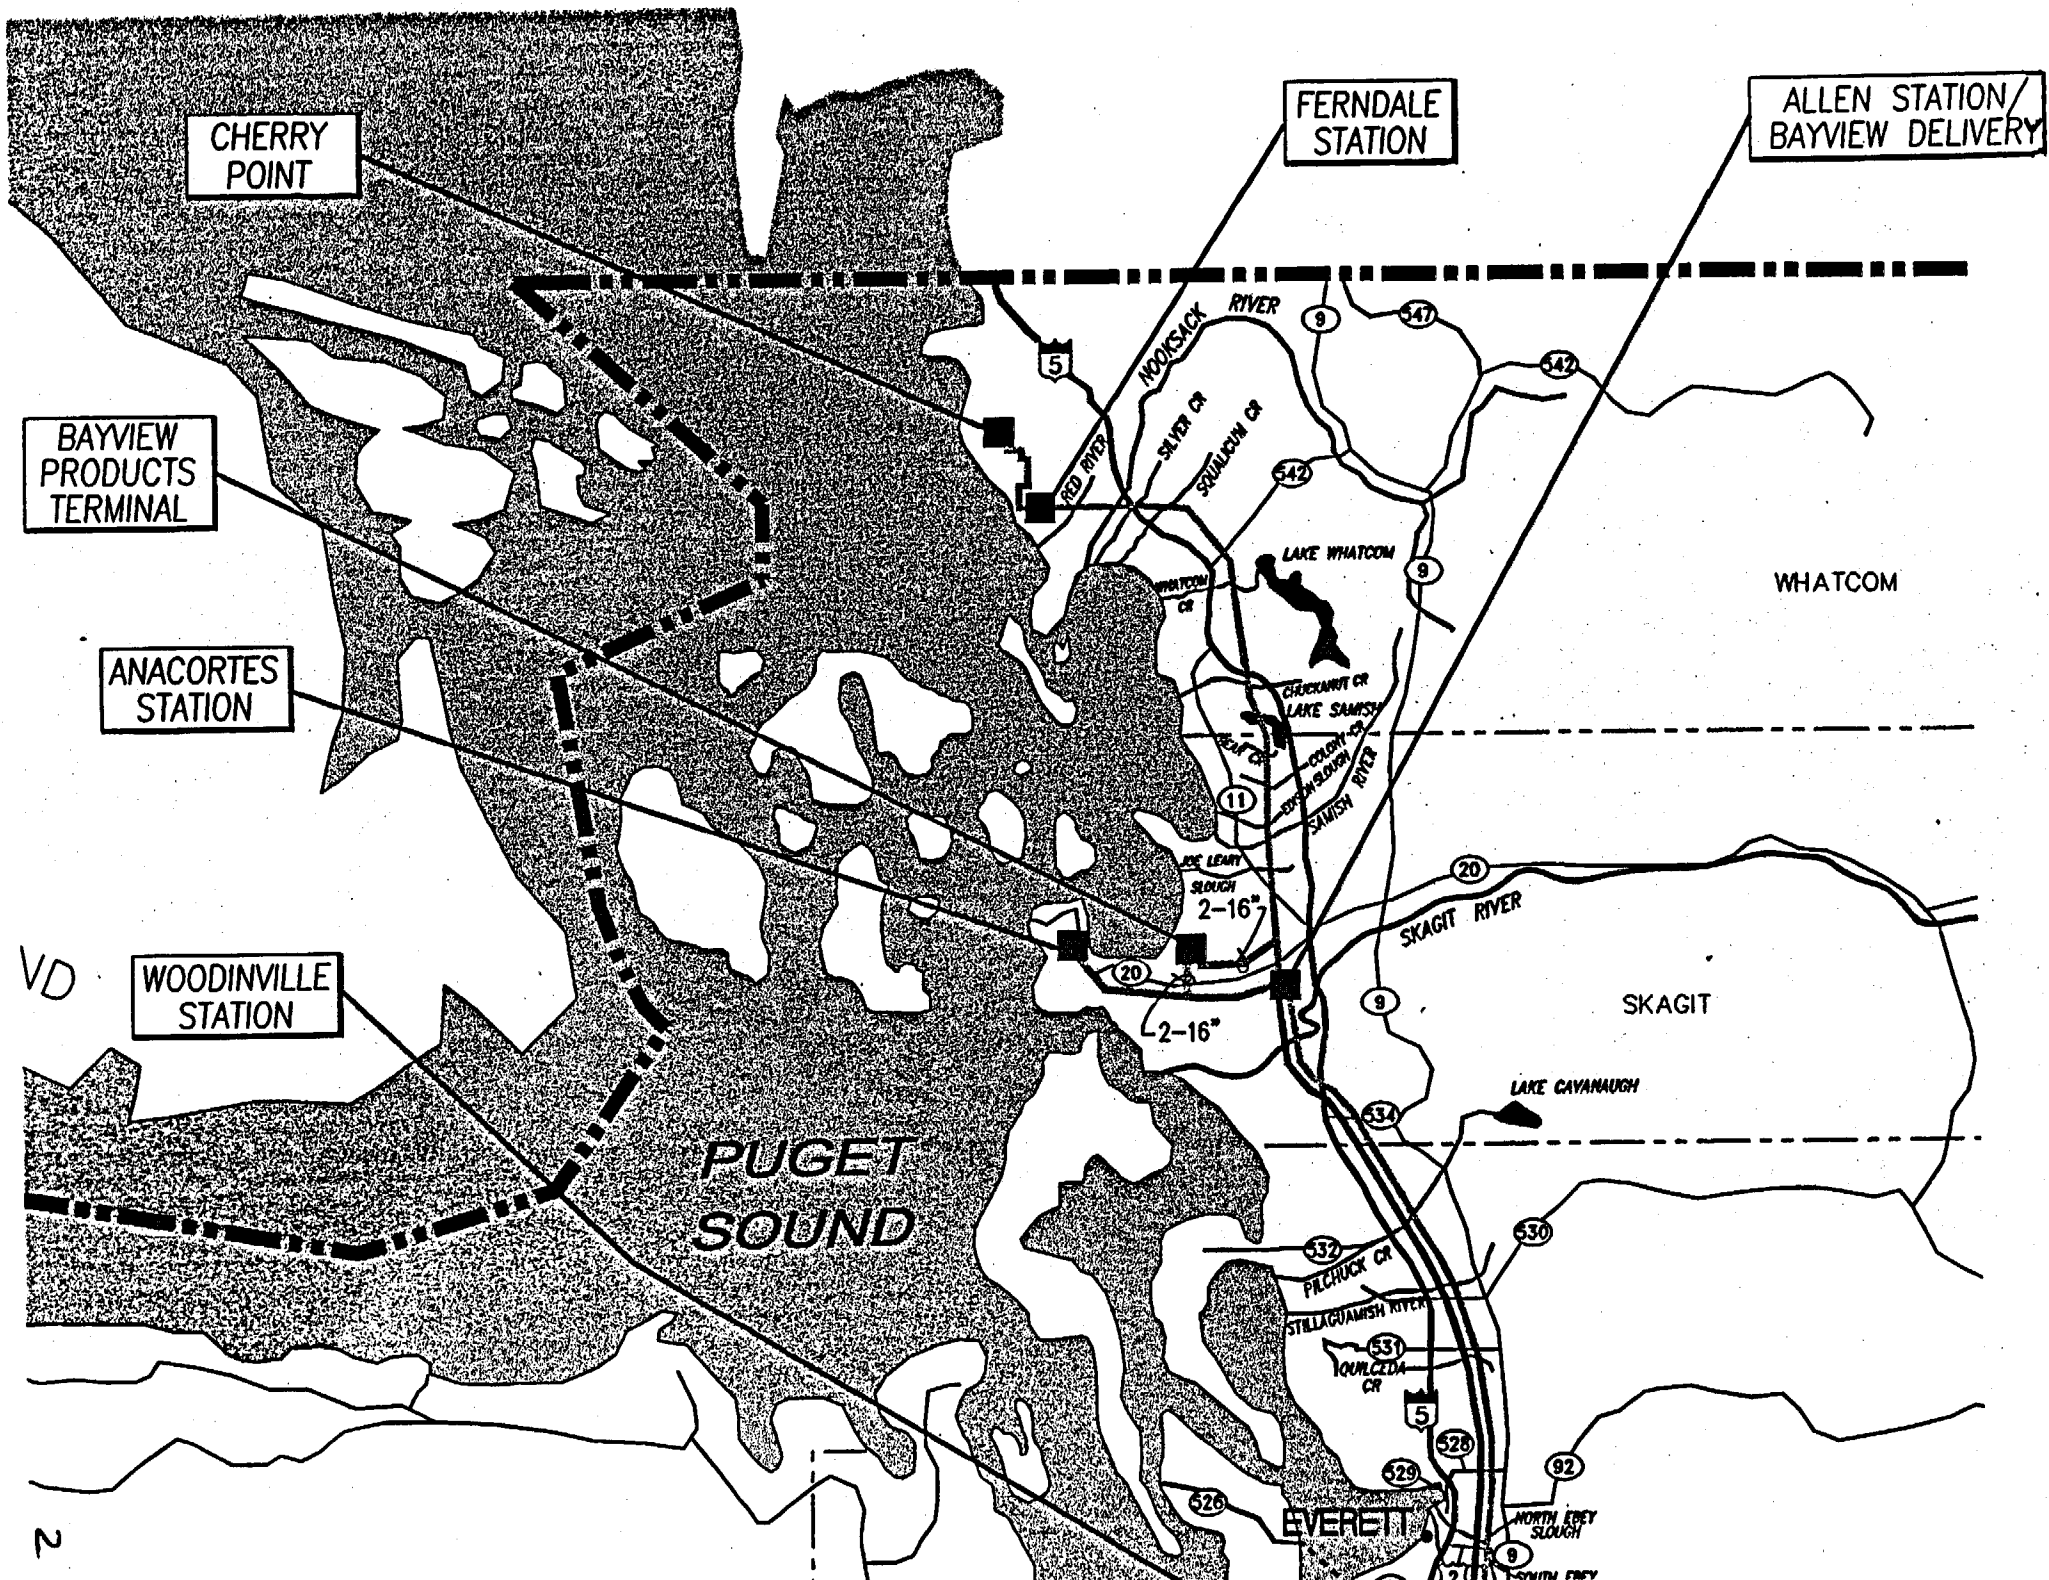 CHERRY
POINT
FERNDALE
STATION
ALLEN STATION/
BAYVIEW DELIVERY
NOOKSACK RIVER
9
547
5
542
BAYVIEW
PRODUCTS
TERMINAL
RED RIVER
SILVER CR
SQUALICUM CR
542
LAKE WHATCOM
9
WHATCOM
CR
WHATCOM
ANACORTES
STATION
CHUCKANUT CR
LAKE SAMISH
COLONY CR
EDISON SLOUGH
SAMISH RIVER
11
JOE LEARY
SLOUGH
2-16"
20
SKAGIT RIVER
VD
WOODINVILLE
STATION
20
9
SKAGIT
2-16"
LAKE CAVANAUGH
534
PUGET
SOUND
532
530
PILCHUCK CR
STILLAGUAMISH RIVER
531
QUILCEDA
CR
5
528
529
92
526
EVERETT
NORTH EBEY
SLOUGH
9
2
SOUTH EBEY
2